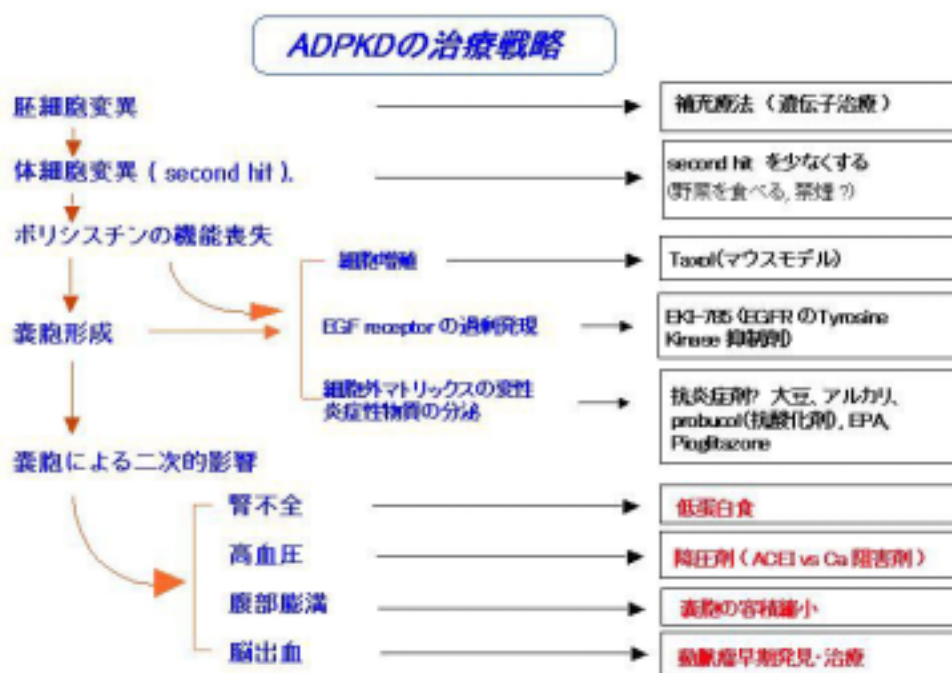 ADPKDの治療戦略
胚細胞変異
補充療法（遺伝子治療）
体細胞変異 ( second hit ).
second hit を少なくする
(野菜を食べる, 禁煙 ?)
ポリシスチンの機能喪失
細胞増殖
Taxol(マウスモデル)
嚢胞形成
EGF receptor の過剰発現
EKI-785 (EGFR のTyrosine
Kinase 抑制剤)
細胞外マトリックスの変性
炎症性物質の分泌
抗炎症剤? 大豆、アルカリ、
probucol(抗酸化剤), EPA,
Pioglitazone
嚢胞による二次的影響
腎不全
低蛋白食
高血圧
降圧剤 ( ACEI vs Ca 阻害剤 )
腹部膨満
嚢胞の容積縮小
脳出血
動脈瘤早期発見・治療